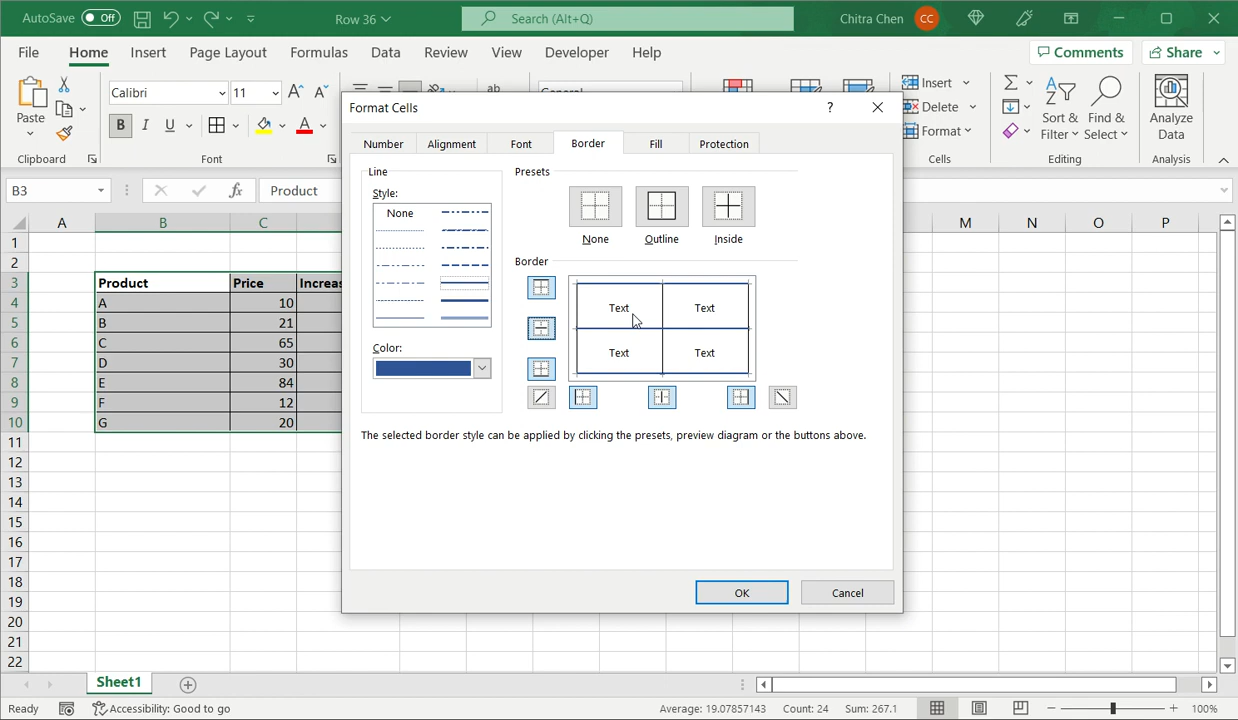 AutoSave Off Row 36 Search (Alt+Q) Chitra Chen CC
File Home Insert Page Layout Formulas Data Review View Developer Help Comments Share
Paste Calibri 11 A A ab General Insert Σ Sort & Filter Find & Select Analyze Data
B I U A Delete
Format
Clipboard Font Cells Editing Analysis
B3 fx Product
A B C M N O P
1
2
3 Product Price Increas
4 A 10
5 B 21
6 C 65
7 D 30
8 E 84
9 F 12
10 G 20
11
12
13
14
15
16
17
18
19
20
21
22
Format Cells ?
Number Alignment Font Border Fill Protection
Line
Style:
None
Color:
Presets
None Outline Inside
Border
Text Text
Text Text
The selected border style can be applied by clicking the presets, preview diagram or the buttons above.
OK Cancel
Sheet1
Ready Accessibility: Good to go Average: 19.07857143 Count: 24 Sum: 267.1 100%